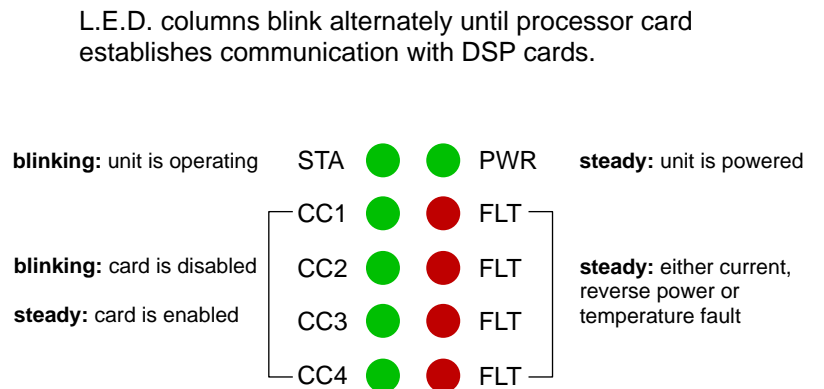 L.E.D. columns blink alternately until processor card
establishes communication with DSP cards.
blinking: unit is operating STA PWR steady: unit is powered
CC1 FLT
blinking: card is disabled CC2 FLT steady: either current,
reverse power or
steady: card is enabled CC3 FLT temperature fault
CC4 FLT